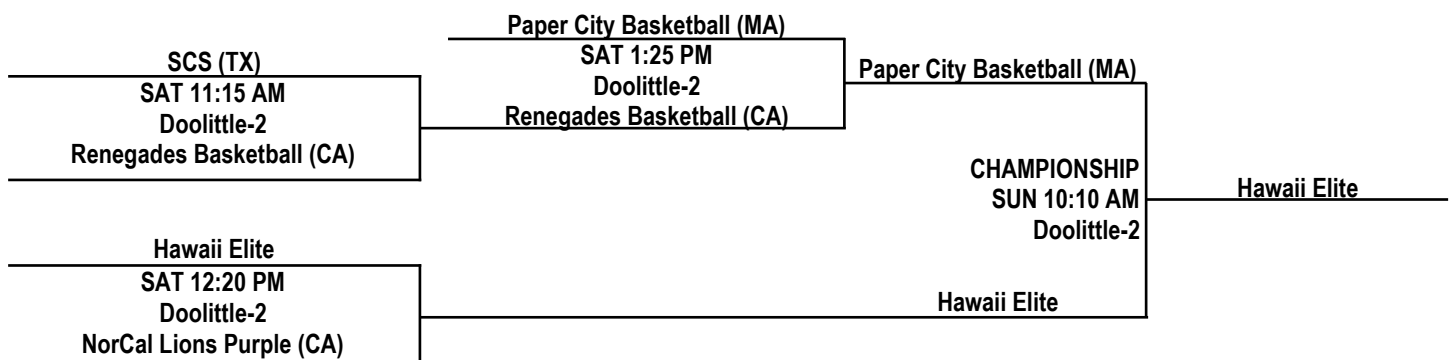 Paper City Basketball (MA)
SCS (TX)
SAT 1:25 PM
Paper City Basketball (MA)
SAT 11:15 AM
Doolittle-2
Doolittle-2
Renegades Basketball (CA)
Renegades Basketball (CA)
CHAMPIONSHIP
SUN 10:10 AM
Hawaii Elite
Doolittle-2
Hawaii Elite
SAT 12:20 PM
Doolittle-2
Hawaii Elite
NorCal Lions Purple (CA)